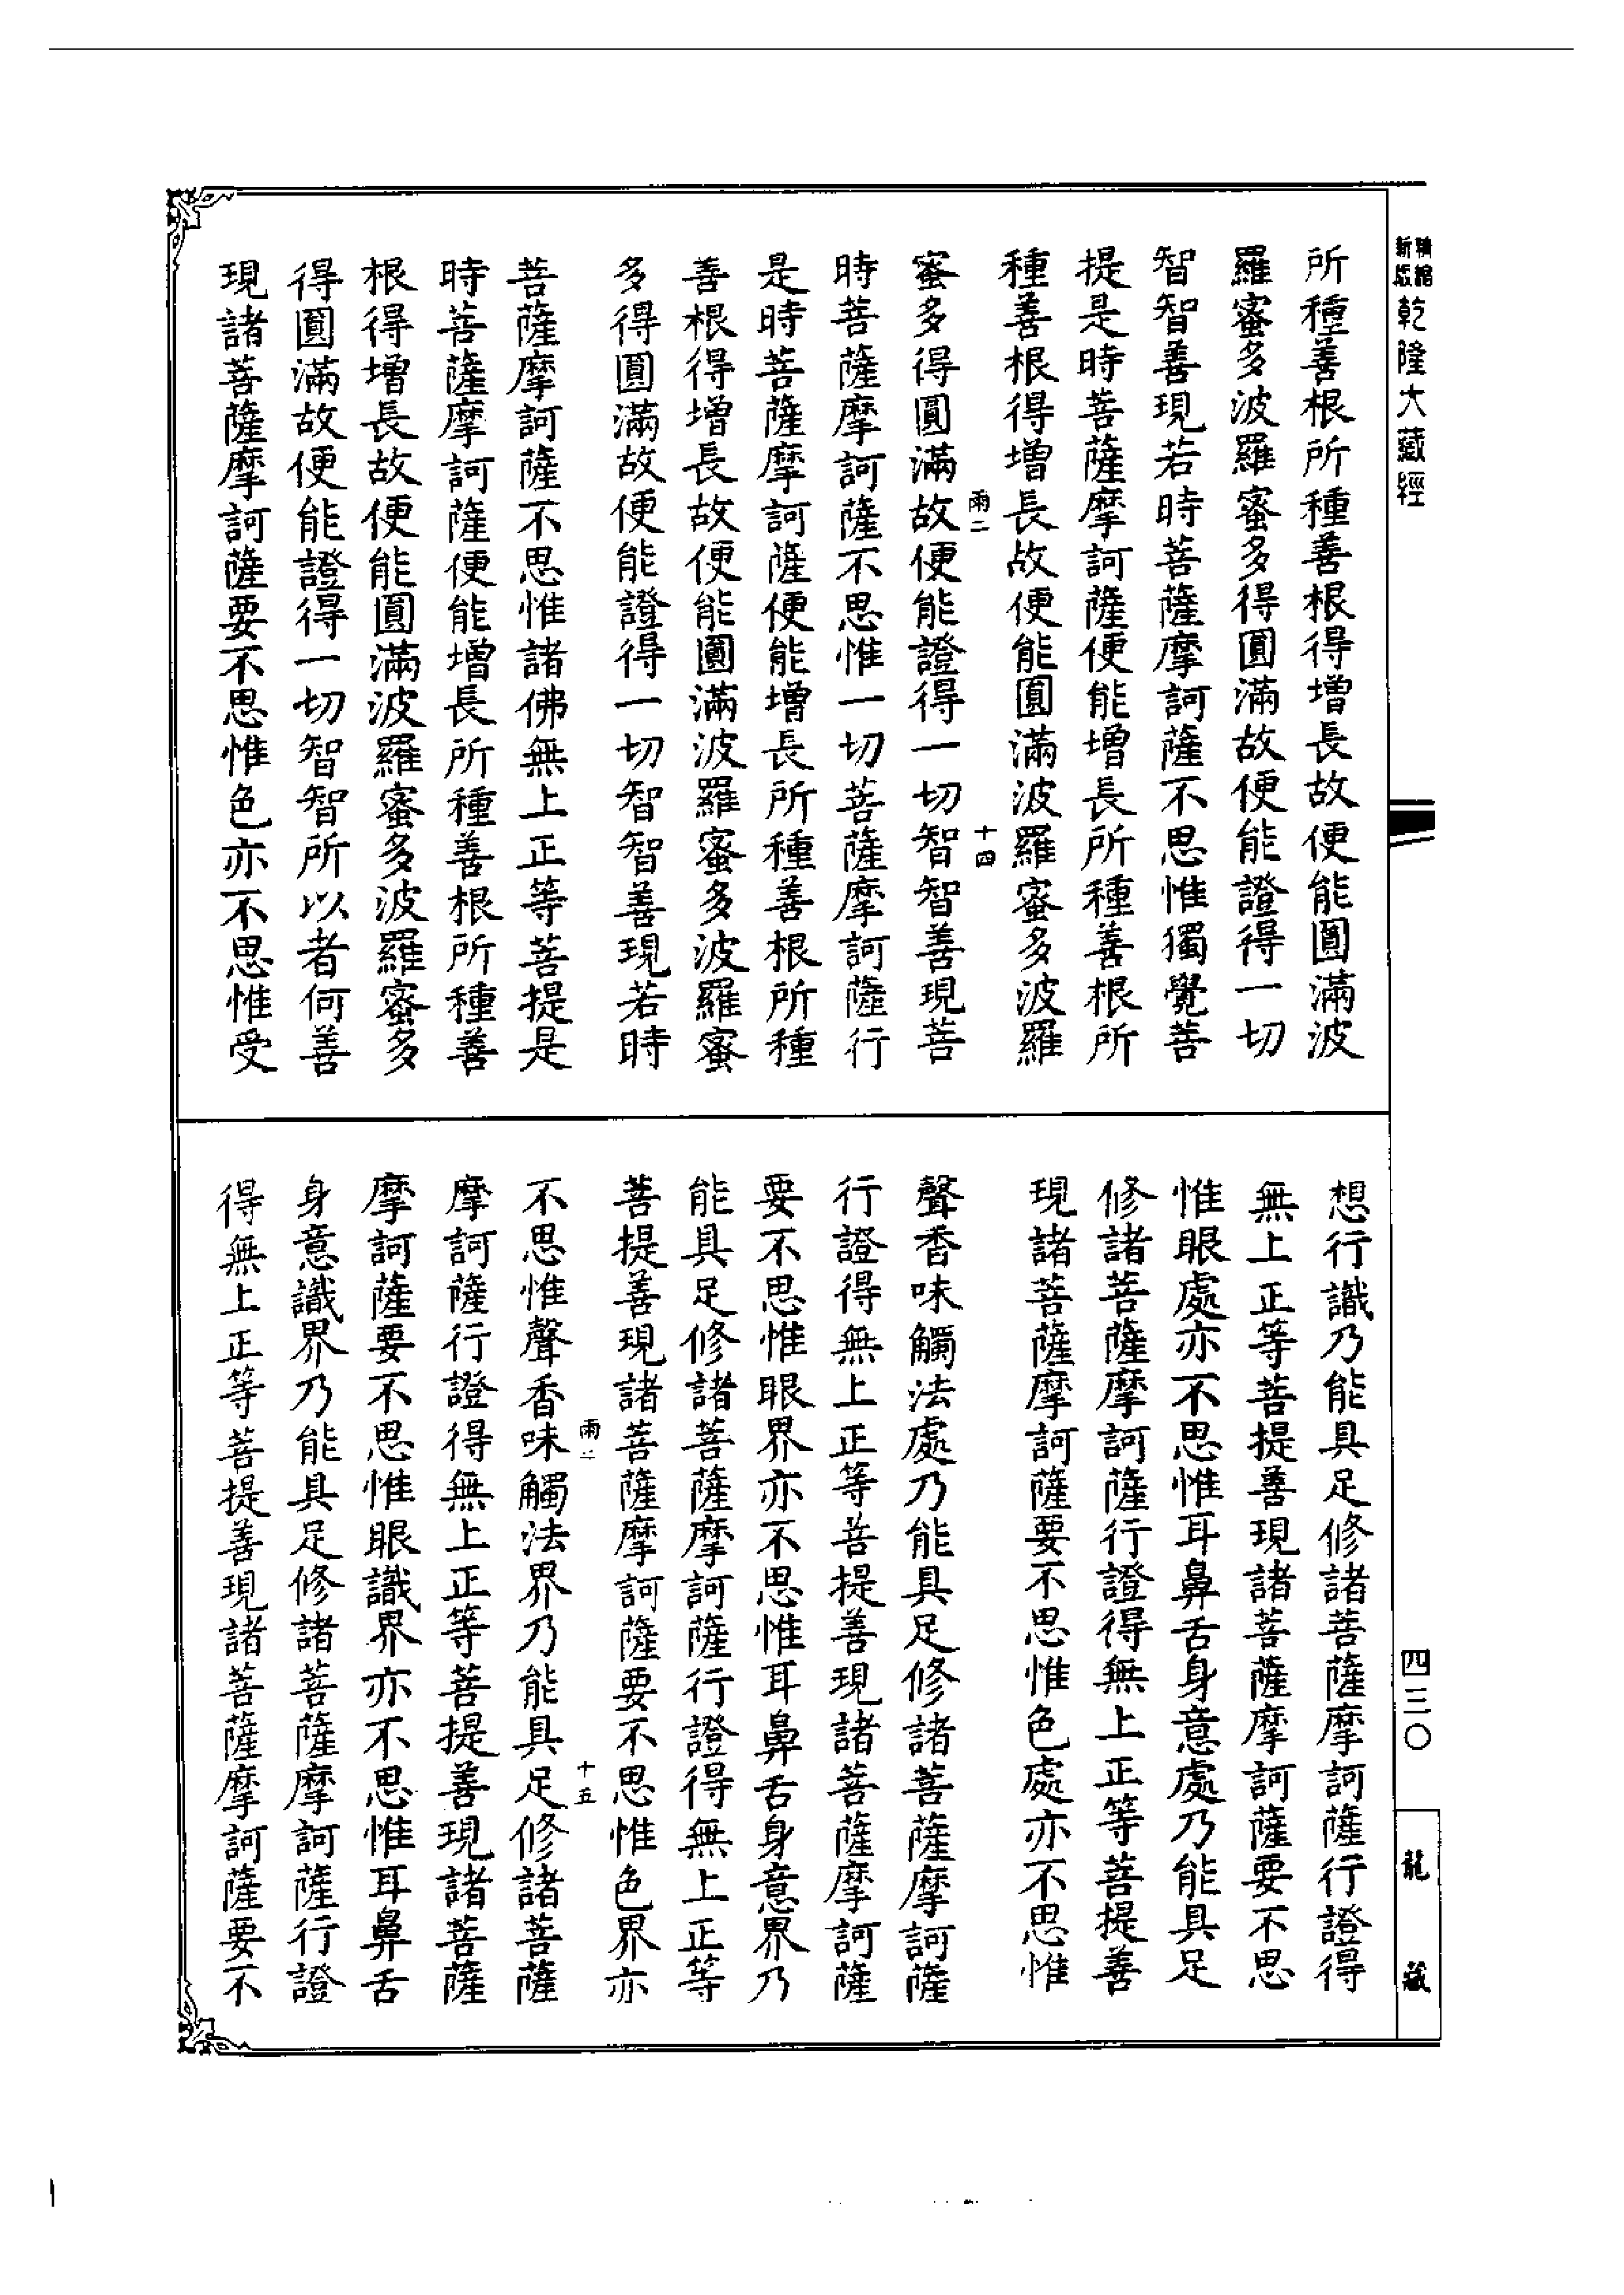 新版
精縮
乾隆大藏經
四三〇
龍藏
所種善根所種善根得增長故便能圓滿波
羅蜜多波羅蜜多得圓滿故便能證得一切
智智善現若時菩薩摩訶薩不思惟獨覺菩
提是時菩薩摩訶薩便能增長所種善根所
種善根得增長故便能圓滿波羅蜜多波羅
雨二
十四
蜜多得圓滿故便能證得一切智智善現若
時菩薩摩訶薩不思惟一切菩薩摩訶薩行
是時菩薩摩訶薩便能增長所種善根所種
善根得增長故便能圓滿波羅蜜多波羅蜜
多得圓滿故便能證得一切智智善現若時
菩薩摩訶薩不思惟諸佛無上正等菩提是
時菩薩摩訶薩便能增長所種善根所種善
根得增長故便能圓滿波羅蜜多波羅蜜多
得圓滿故便能證得一切智智所以者何善
現諸菩薩摩訶薩要不思惟色亦不思惟受
想行識乃能具足修諸菩薩摩訶薩行證得
無上正等菩提善現諸菩薩摩訶薩要不思
惟眼處亦不思惟耳鼻舌身意處乃能具足
修諸菩薩摩訶薩行證得無上正等菩提善
現諸菩薩摩訶薩要不思惟色處亦不思惟
聲香味觸法處乃能具足修諸菩薩摩訶薩
行證得無上正等菩提善現諸菩薩摩訶薩
要不思惟眼界亦不思惟耳鼻舌身意界乃
能具足修諸菩薩摩訶薩行證得無上正等
菩提善現諸菩薩摩訶薩要不思惟色界亦
雨二
十五
不思惟聲香味觸法界乃能具足修諸菩薩
摩訶薩行證得無上正等菩提善現諸菩薩
摩訶薩要不思惟眼識界亦不思惟耳鼻舌
身意識界乃能具足修諸菩薩摩訶薩行證
得無上正等菩提善現諸菩薩摩訶薩要不